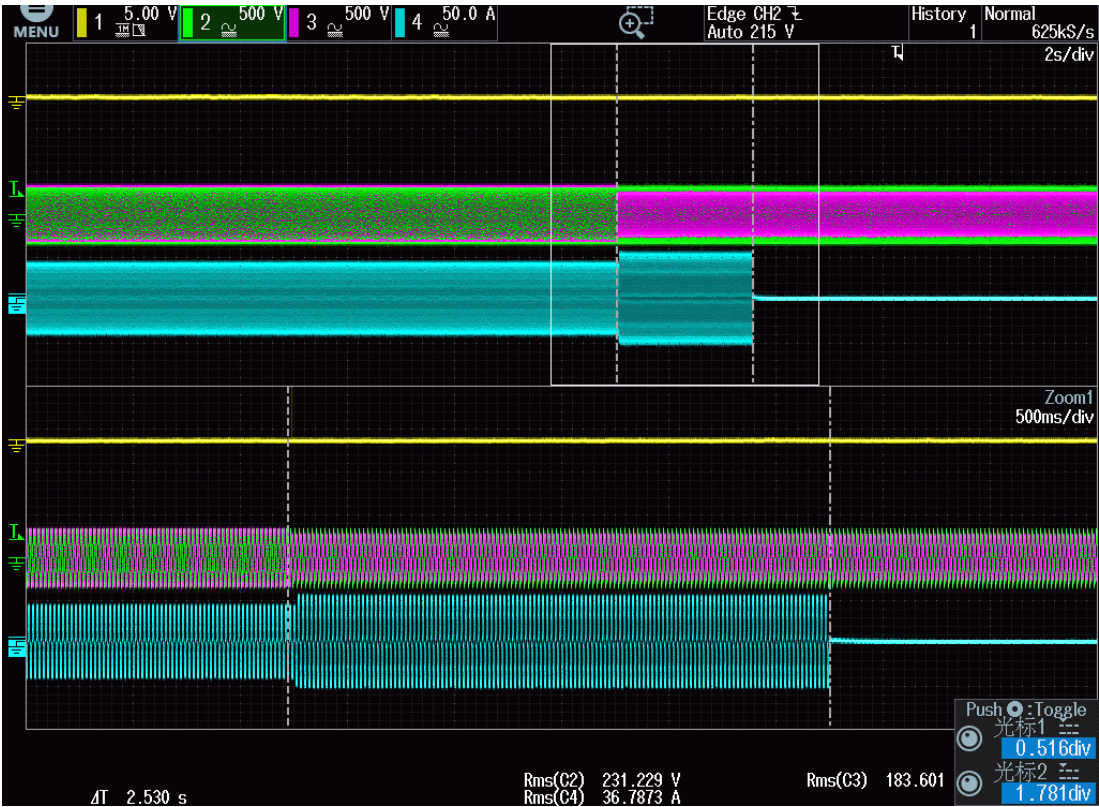 MENU
1 5.00 V
1M
2 500 V
3 500 V
4 50.0 A
Edge CH2
Auto 215 V
History
1
Normal
625kS/s
2s/div
T
T
Zoom1
500ms/div
T
Push :Toggle
光标1
0.516div
光标2
1.781div
Rms(C2) 231.229 V
Rms(C3) 183.601
ΔT 2.530 s
Rms(C4) 36.7873 A